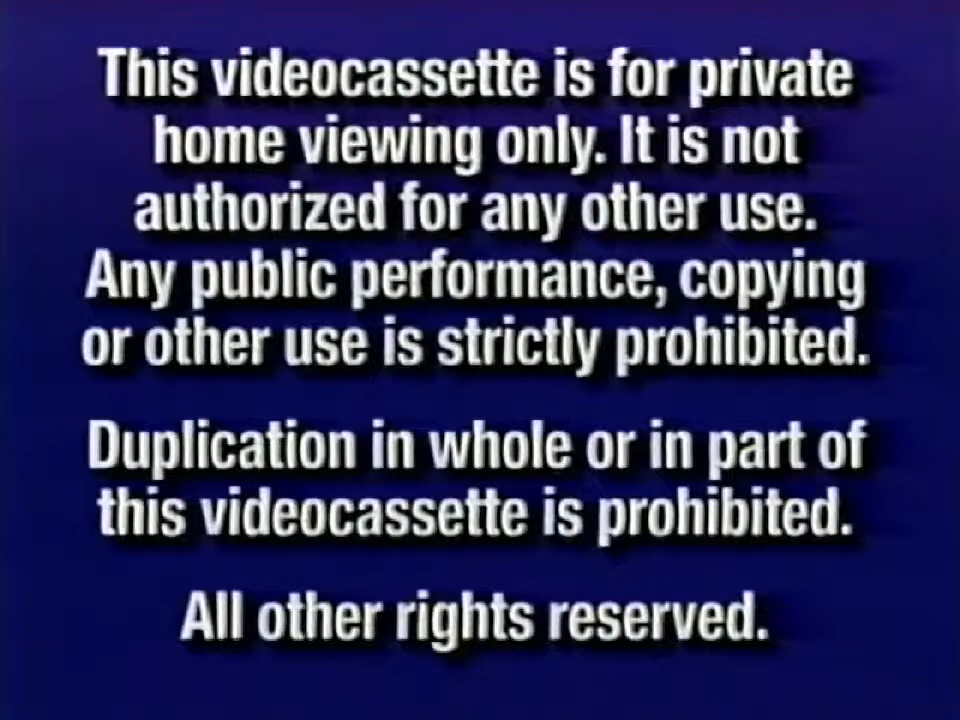 This videocassette is for private
home viewing only. It is not
authorized for any other use.
Any public performance, copying
or other use is strictly prohibited.
Duplication in whole or in part of
this videocassette is prohibited.
All other rights reserved.